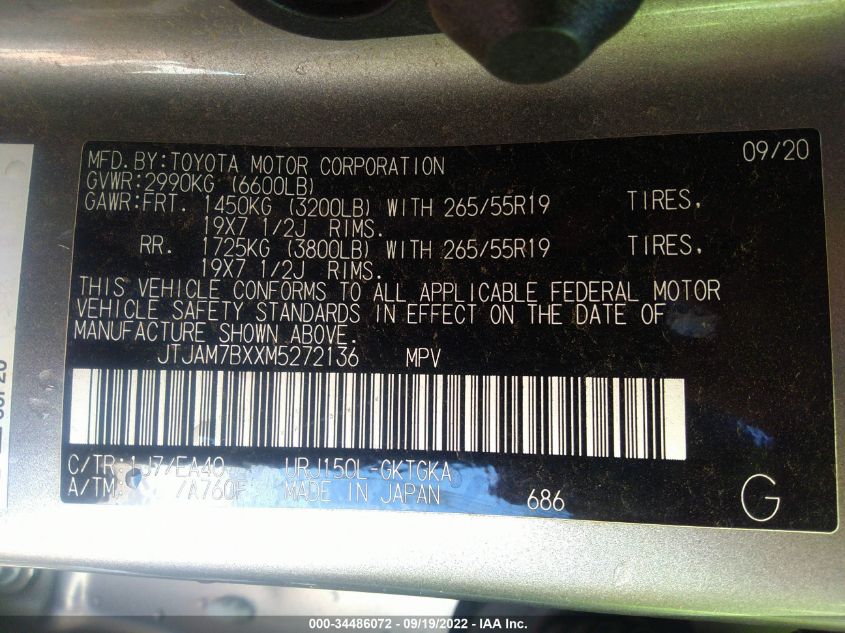 MFD. BY: TOYOTA MOTOR CORPORATION 09/20
GVWR: 2990KG (6600LB)
GAWR: FRT. 1450KG (3200LB) WITH 265/55R19 TIRES,
19X7 1/2J RIMS.
RR. 1725KG (3800LB) WITH 265/55R19 TIRES,
19X7 1/2J RIMS.
THIS VEHICLE CONFORMS TO ALL APPLICABLE FEDERAL MOTOR
VEHICLE SAFETY STANDARDS IN EFFECT ON THE DATE OF
MANUFACTURE SHOWN ABOVE.
JTJAM7BXXM5272136 MPV
C/TR: 1J7/EA40 URJ150L-GKTGKA
A/TM: /A760F MADE IN JAPAN 686 G
000-34486072 — 09/19/2022 — IAA Inc.